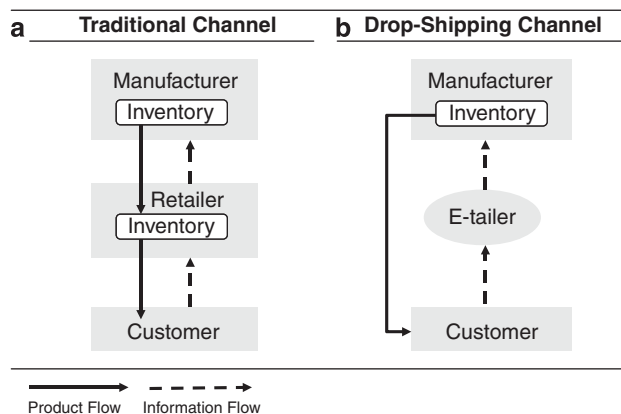 a Traditional Channel
Manufacturer
Inventory
Retailer
Inventory
Customer
b Drop-Shipping Channel
Manufacturer
Inventory
E-tailer
Customer
Product Flow Information Flow